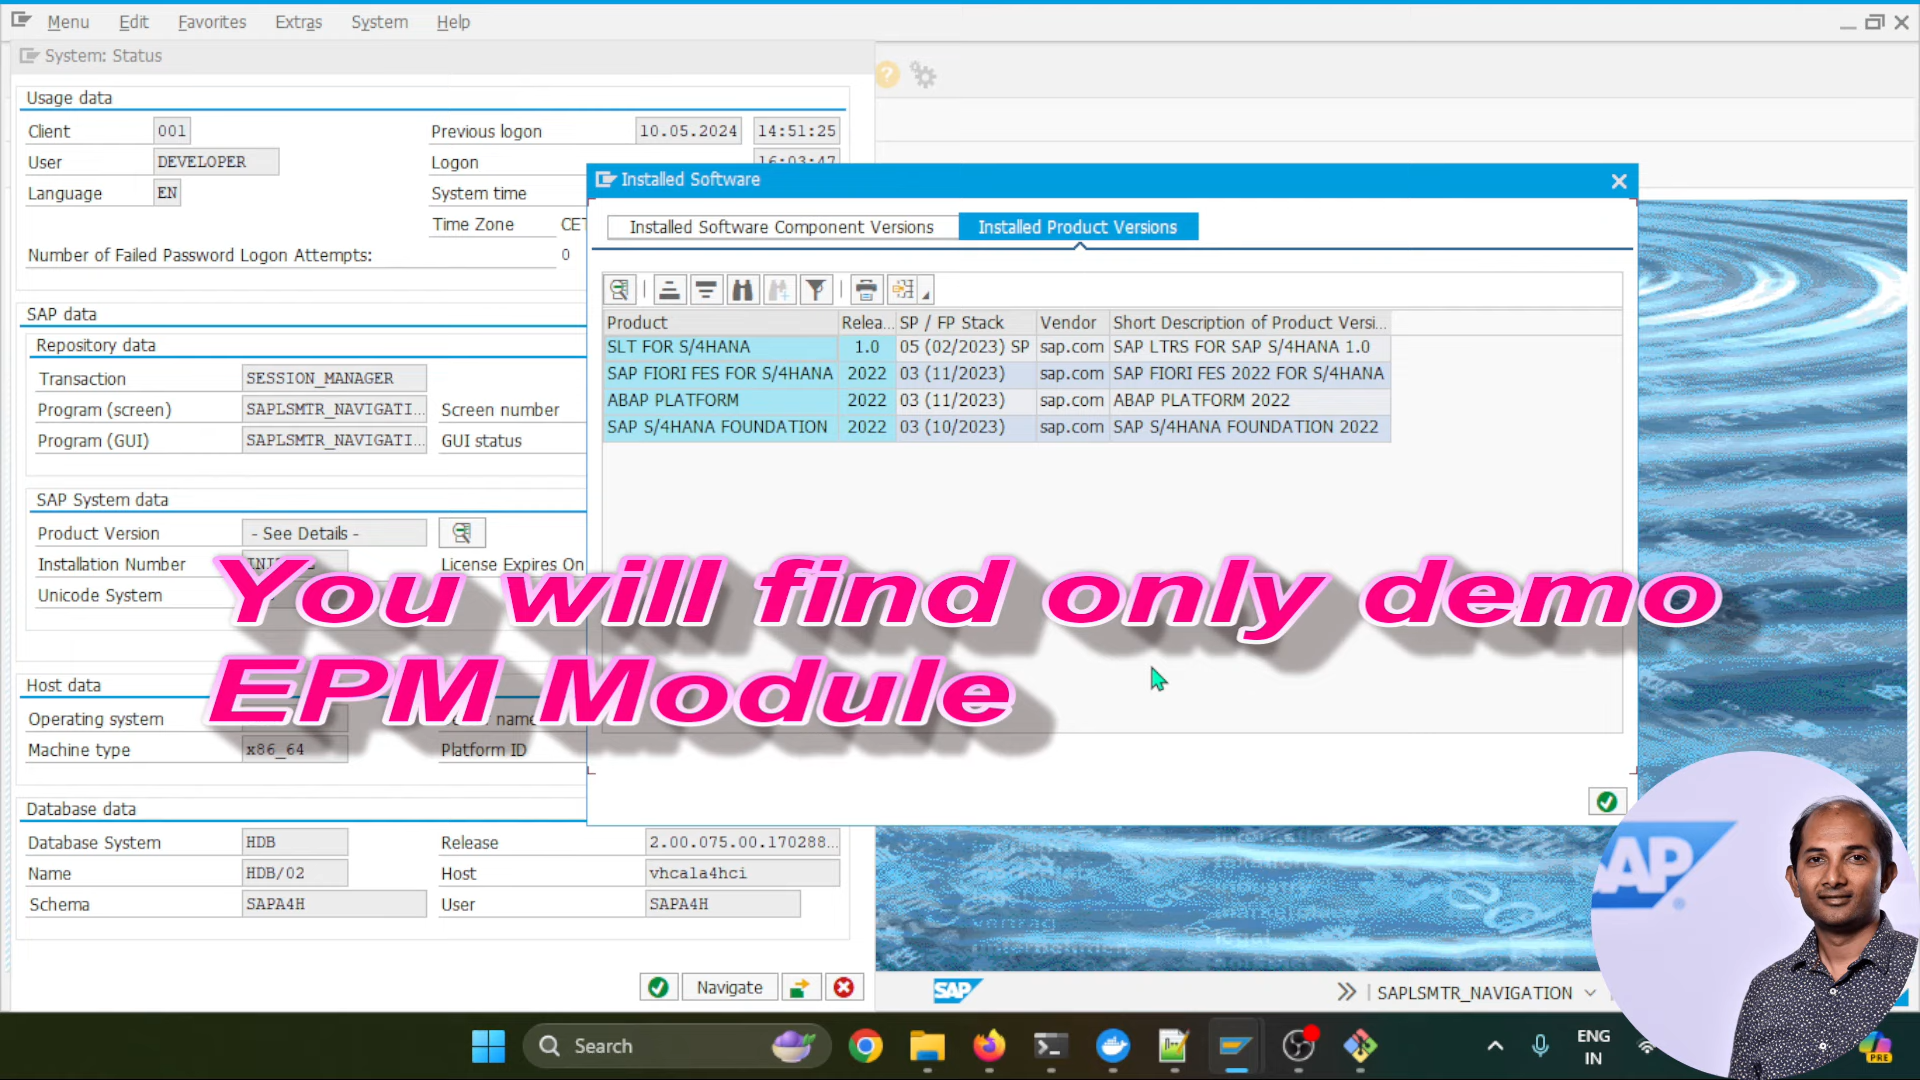 Menu Edit Favorites Extras System Help
System: Status
Usage data
Client 001 Previous logon 10.05.2024 14:51:25
User DEVELOPER Logon 16:03:47
Language EN System time
Time Zone CET
Number of Failed Password Logon Attempts: 0
SAP data
Repository data
Transaction SESSION_MANAGER
Program (screen) SAPLSMTR_NAVIGATI... Screen number
Program (GUI) SAPLSMTR_NAVIGATI... GUI status
SAP System data
Product Version - See Details -
Installation Number License Expires On
Unicode System
Host data
Operating system
Machine type x86_64 Platform ID
Database data
Database System HDB Release 2.00.075.00.170288...
Name HDB/02 Host vhcala4hci
Schema SAPA4H User SAPA4H
Navigate
Installed Software
Installed Software Component Versions Installed Product Versions
Product Relea... SP / FP Stack Vendor Short Description of Product Versi...
SLT FOR S/4HANA 1.0 05 (02/2023) SP sap.com SAP LTRS FOR SAP S/4HANA 1.0
SAP FIORI FES FOR S/4HANA 2022 03 (11/2023) sap.com SAP FIORI FES 2022 FOR S/4HANA
ABAP PLATFORM 2022 03 (11/2023) sap.com ABAP PLATFORM 2022
SAP S/4HANA FOUNDATION 2022 03 (10/2023) sap.com SAP S/4HANA FOUNDATION 2022
You will find only demo
EPM Module
SAP SAPLSMTR_NAVIGATION
Search
ENG
IN
PRE